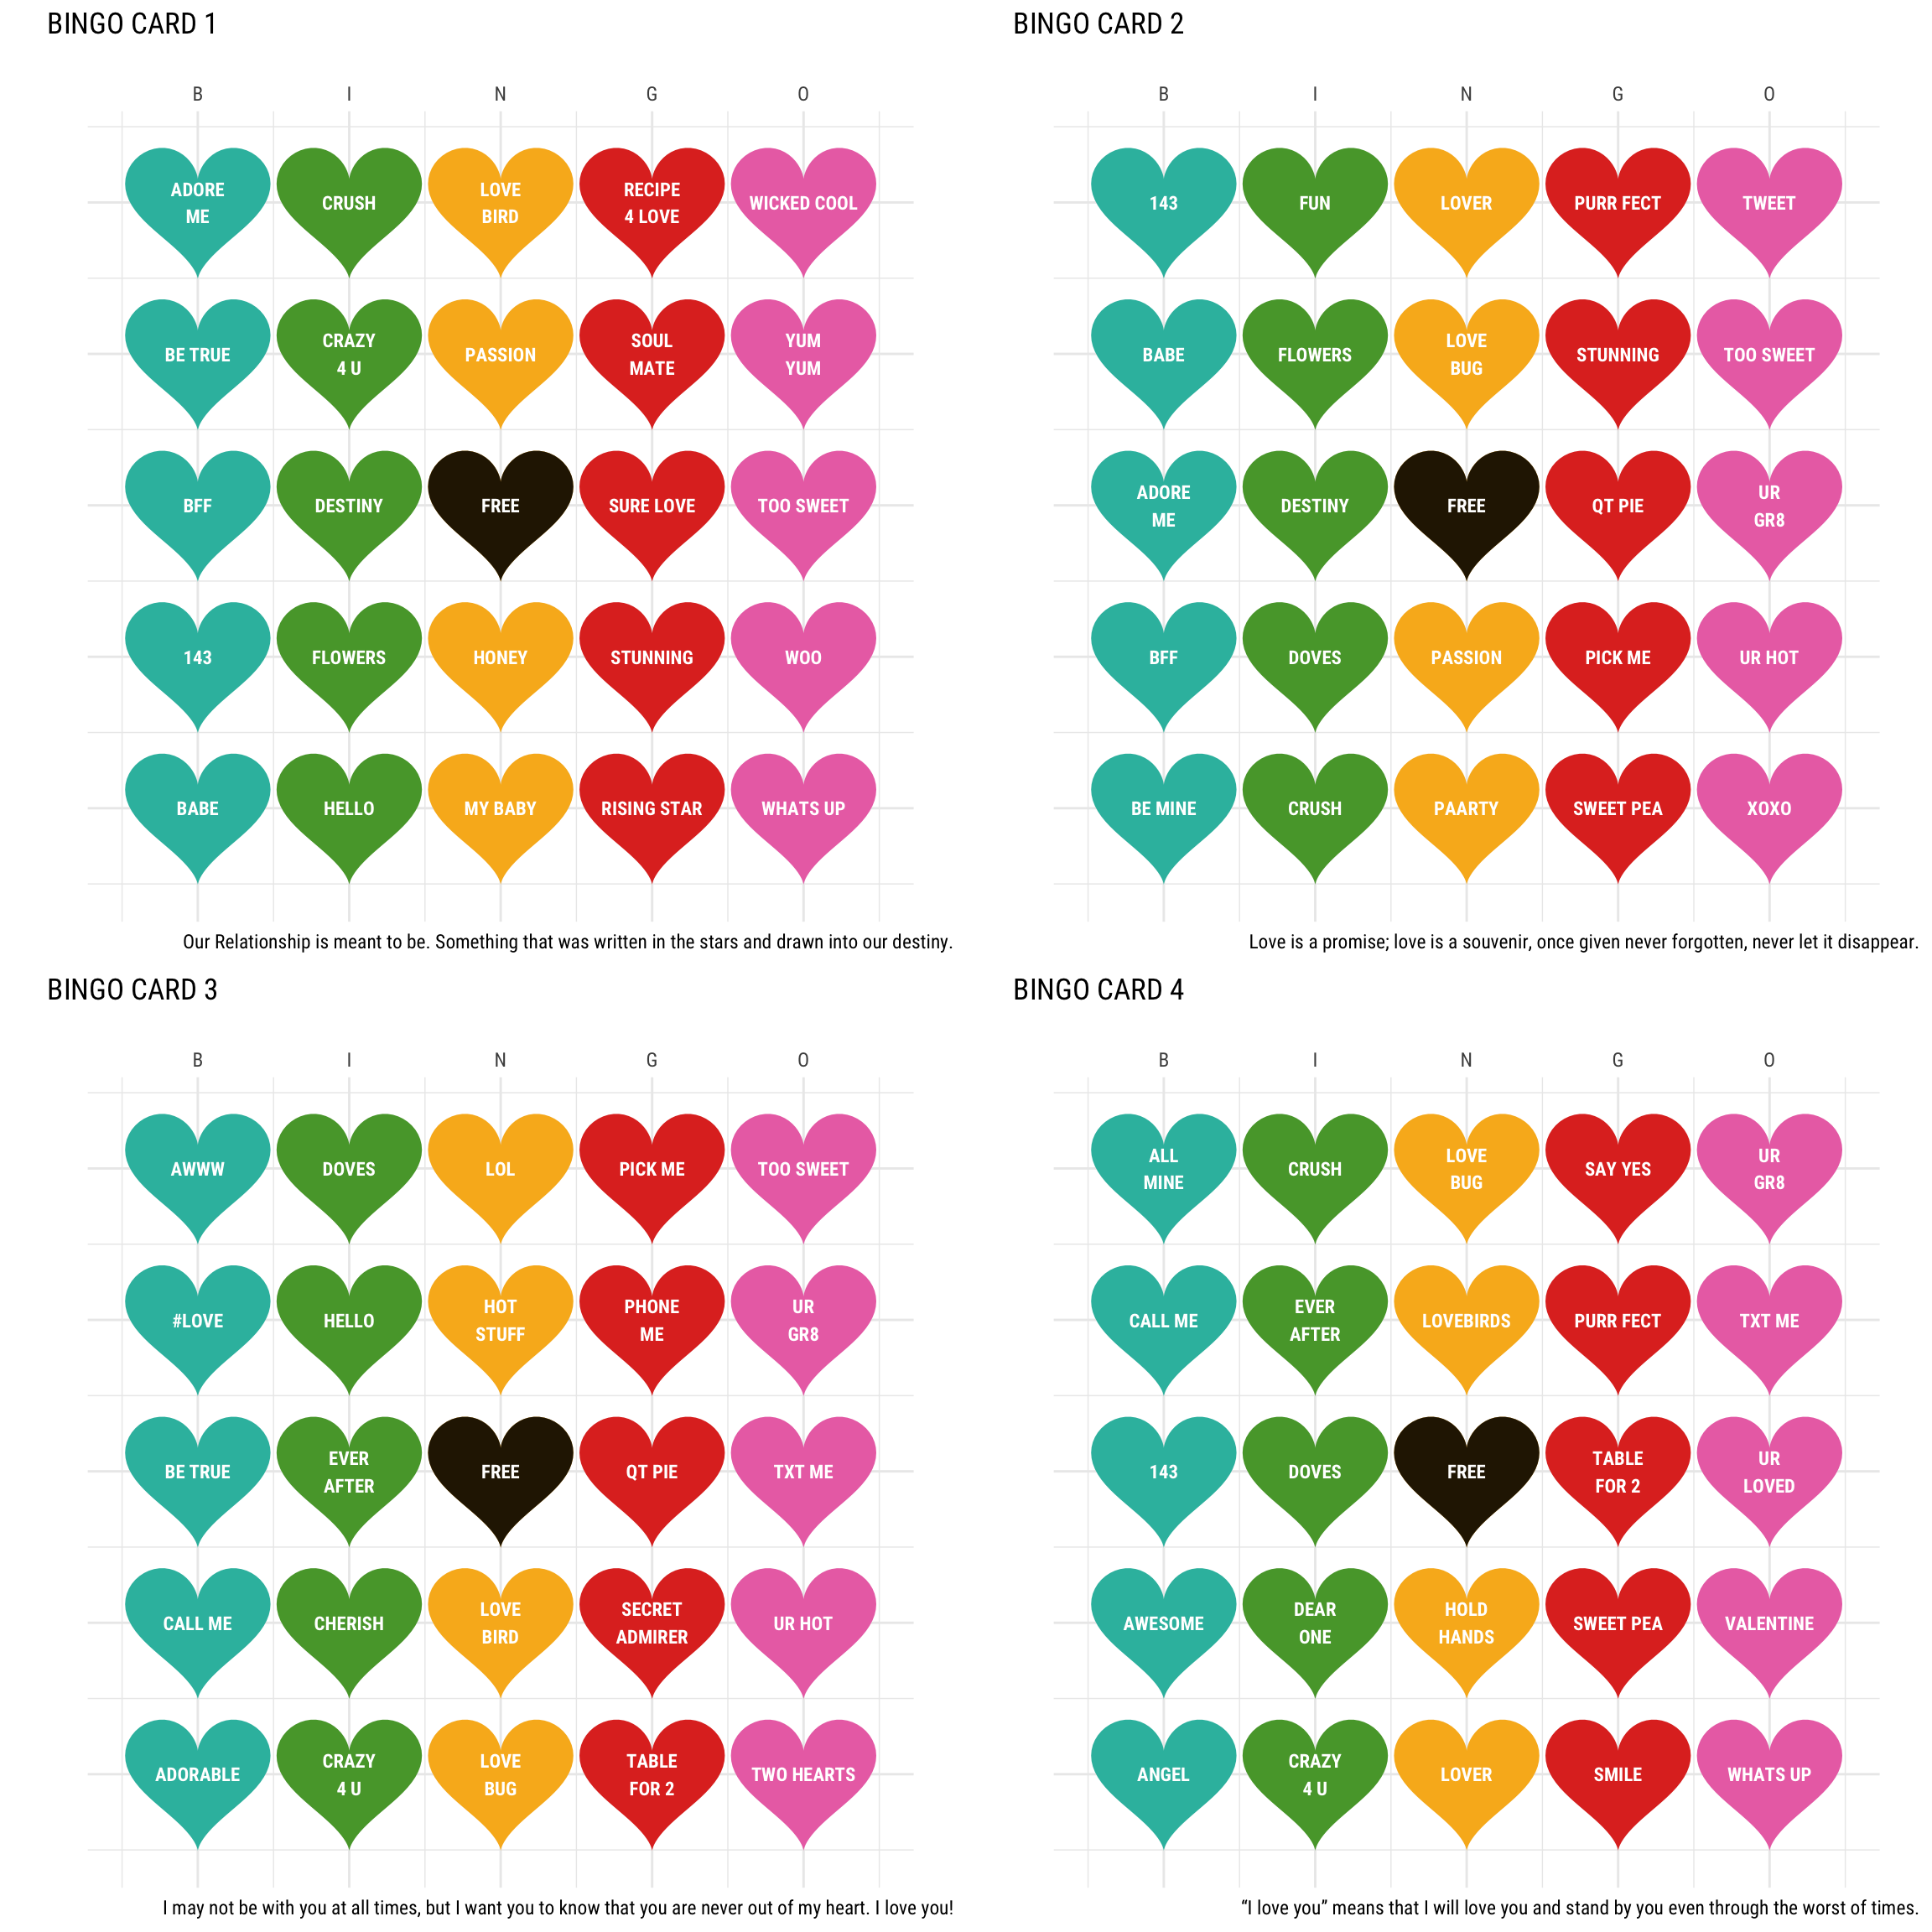 BINGO CARD 1
B I N G O
ADORE ME CRUSH LOVE BIRD RECIPE 4 LOVE WICKED COOL
BE TRUE CRAZY 4 U PASSION SOUL MATE YUM YUM
BFF DESTINY FREE SURE LOVE TOO SWEET
143 FLOWERS HONEY STUNNING WOO
BABE HELLO MY BABY RISING STAR WHATS UP
Our Relationship is meant to be. Something that was written in the stars and drawn into our destiny.
BINGO CARD 2
B I N G O
143 FUN LOVER PURR FECT TWEET
BABE FLOWERS LOVE BUG STUNNING TOO SWEET
ADORE ME DESTINY FREE QT PIE UR GR8
BFF DOVES PASSION PICK ME UR HOT
BE MINE CRUSH PAARTY SWEET PEA XOXO
Love is a promise; love is a souvenir, once given never forgotten, never let it disappear.
BINGO CARD 3
B I N G O
AWWW DOVES LOL PICK ME TOO SWEET
#LOVE HELLO HOT STUFF PHONE ME UR GR8
BE TRUE EVER AFTER FREE QT PIE TXT ME
CALL ME CHERISH LOVE BIRD SECRET ADMIRER UR HOT
ADORABLE CRAZY 4 U LOVE BUG TABLE FOR 2 TWO HEARTS
I may not be with you at all times, but I want you to know that you are never out of my heart. I love you!
BINGO CARD 4
B I N G O
ALL MINE CRUSH LOVE BUG SAY YES UR GR8
CALL ME EVER AFTER LOVEBIRDS PURR FECT TXT ME
143 DOVES FREE TABLE FOR 2 UR LOVED
AWESOME DEAR ONE HOLD HANDS SWEET PEA VALENTINE
ANGEL CRAZY 4 U LOVER SMILE WHATS UP
“I love you” means that I will love you and stand by you even through the worst of times.